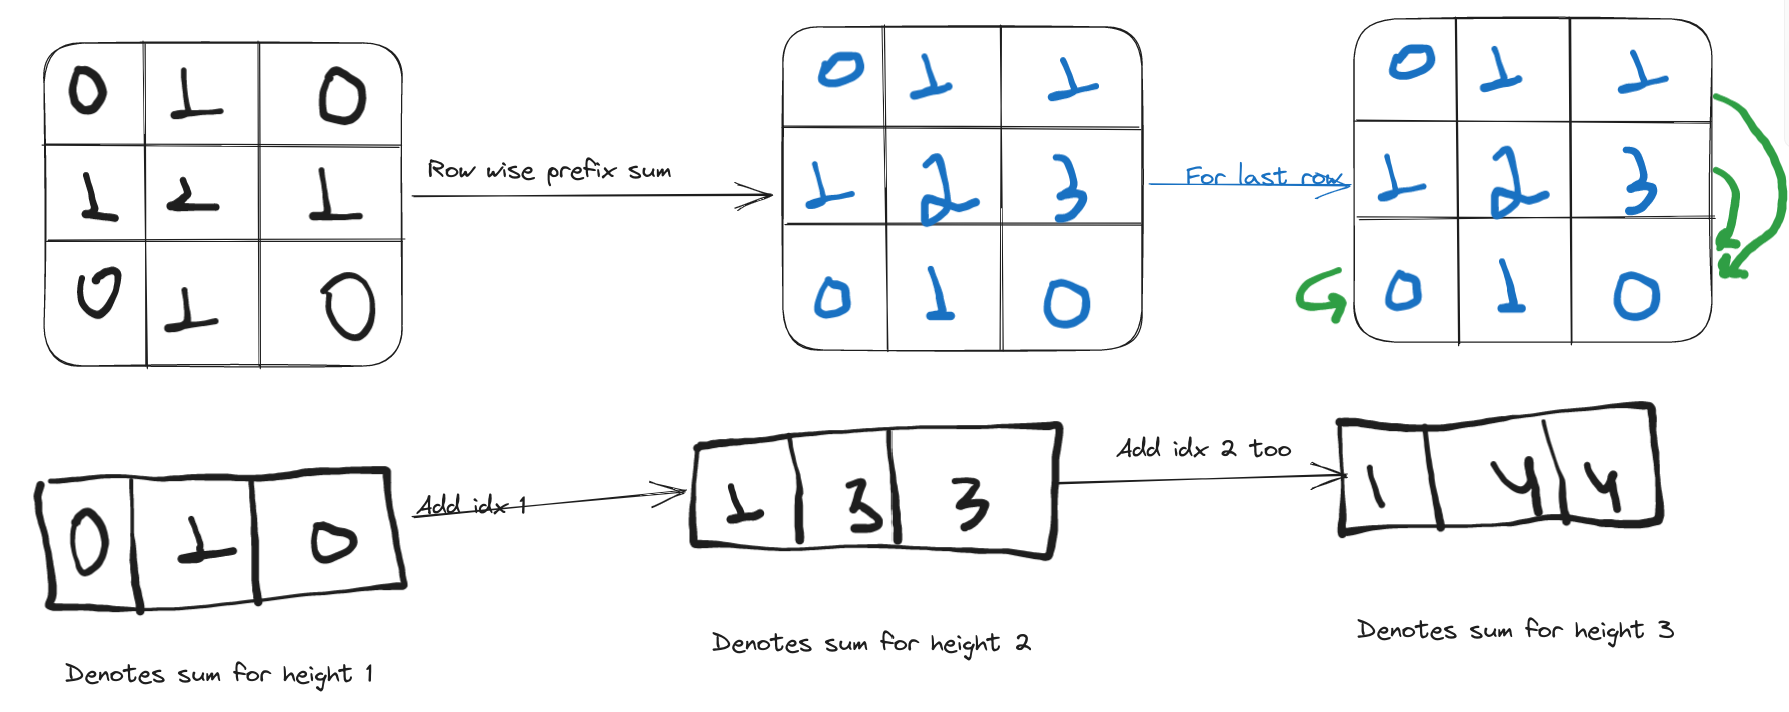 0 1 0
1 1 1
0 1 0
Row wise prefix sum
0 1 1
1 2 3
0 1 0
For last row
0 1 1
1 2 3
0 1 0
0 1 0
Denotes sum for height 1
Add idx 1
1 3 3
Denotes sum for height 2
Add idx 2 too
1 4 4
Denotes sum for height 3